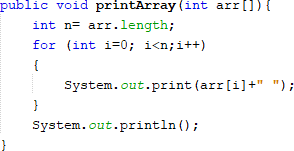 public void printArray(int arr[]){
int n= arr.length;
for (int i=0; i<n;i++)
{
System.out.print(arr[i]+" ");
}
System.out.println();
}